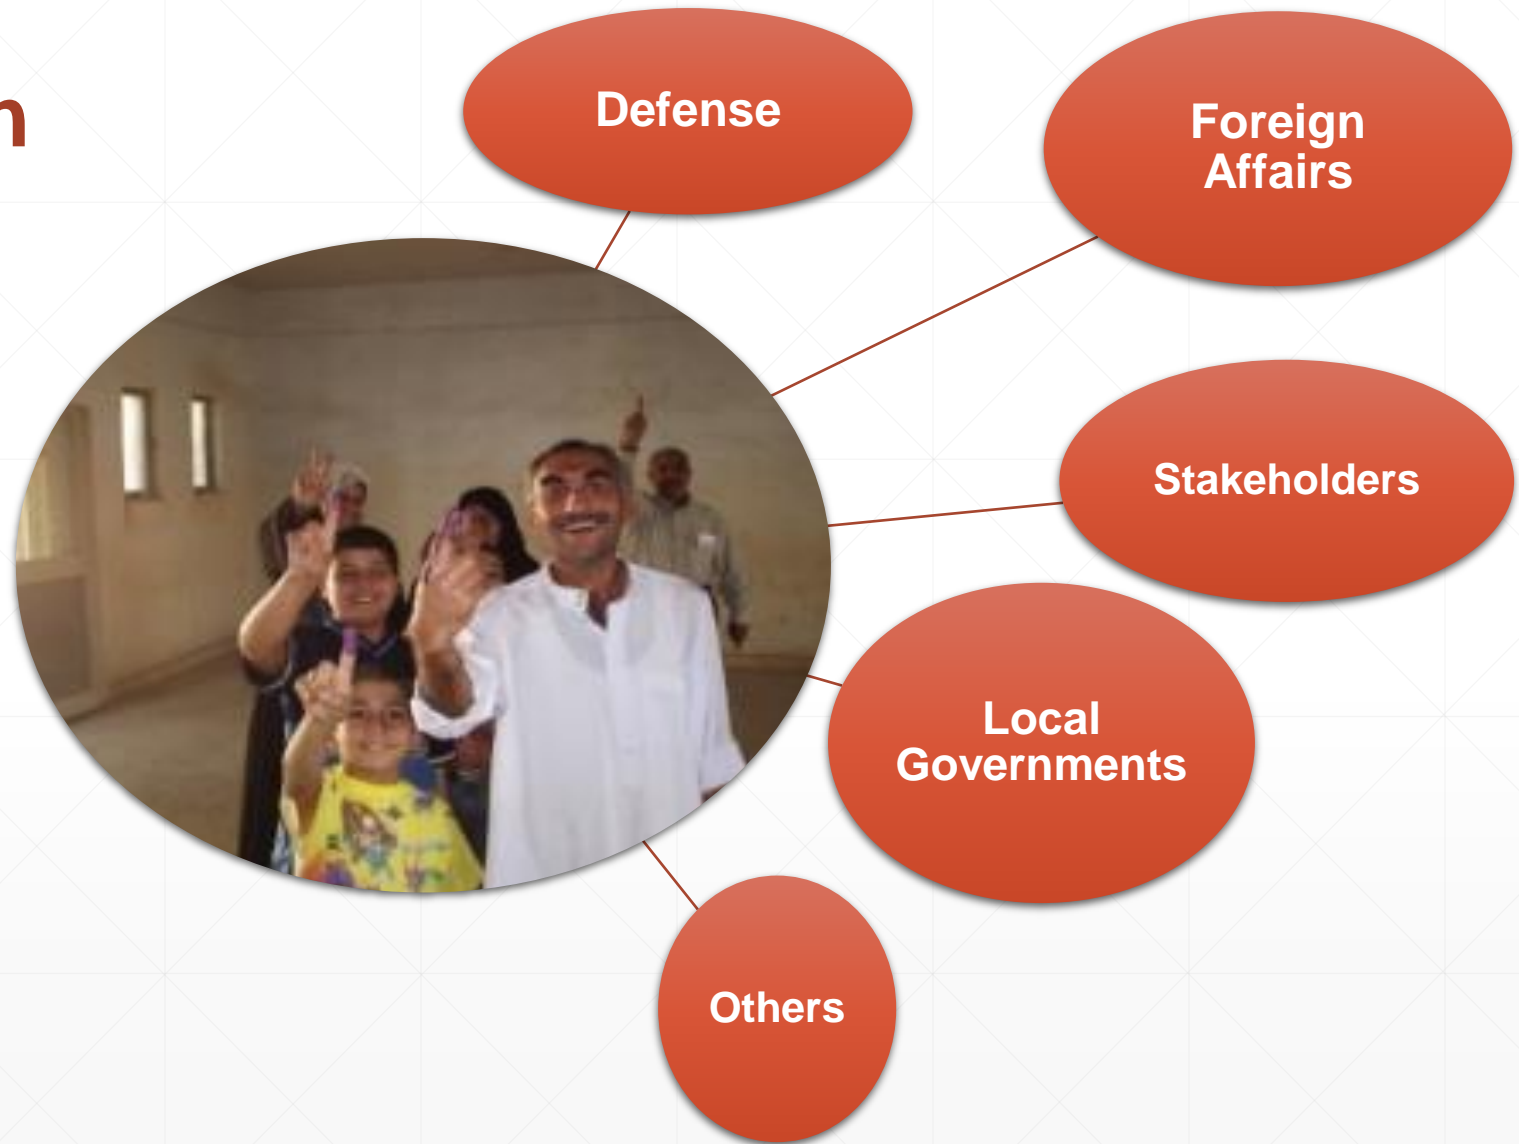 n
Defense
Foreign
Affairs
Stakeholders
Local
Governments
Others